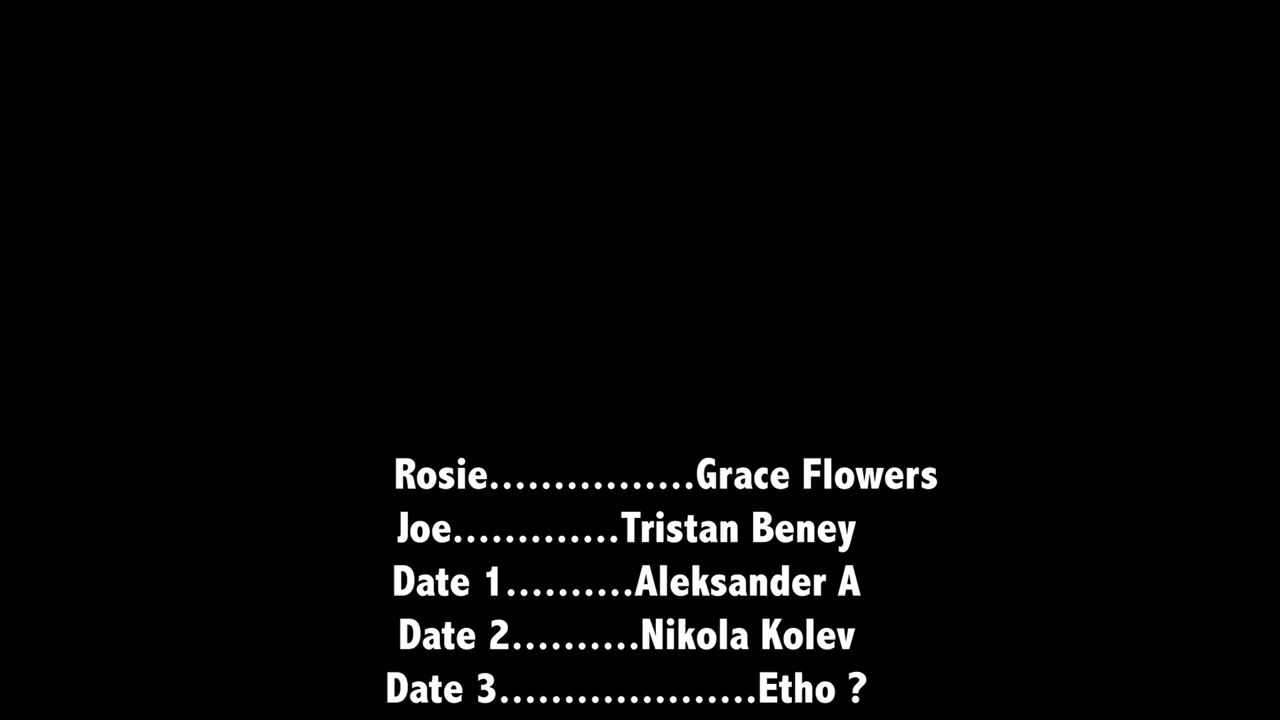 Rosie................Grace Flowers
Joe.............Tristan Beney
Date 1..........Aleksander A
Date 2..........Nikola Kolev
Date 3....................Etho ?